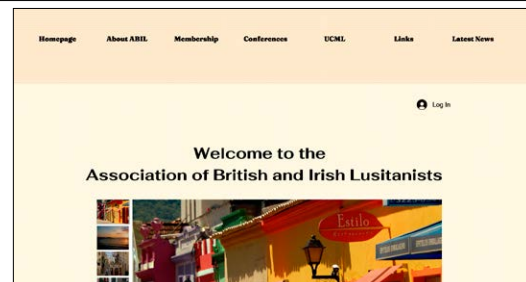 Homepage About ABIL Membership Conferences UCML Links Latest News
Log In
Welcome to the
Association of British and Irish Lusitanists
Estilo